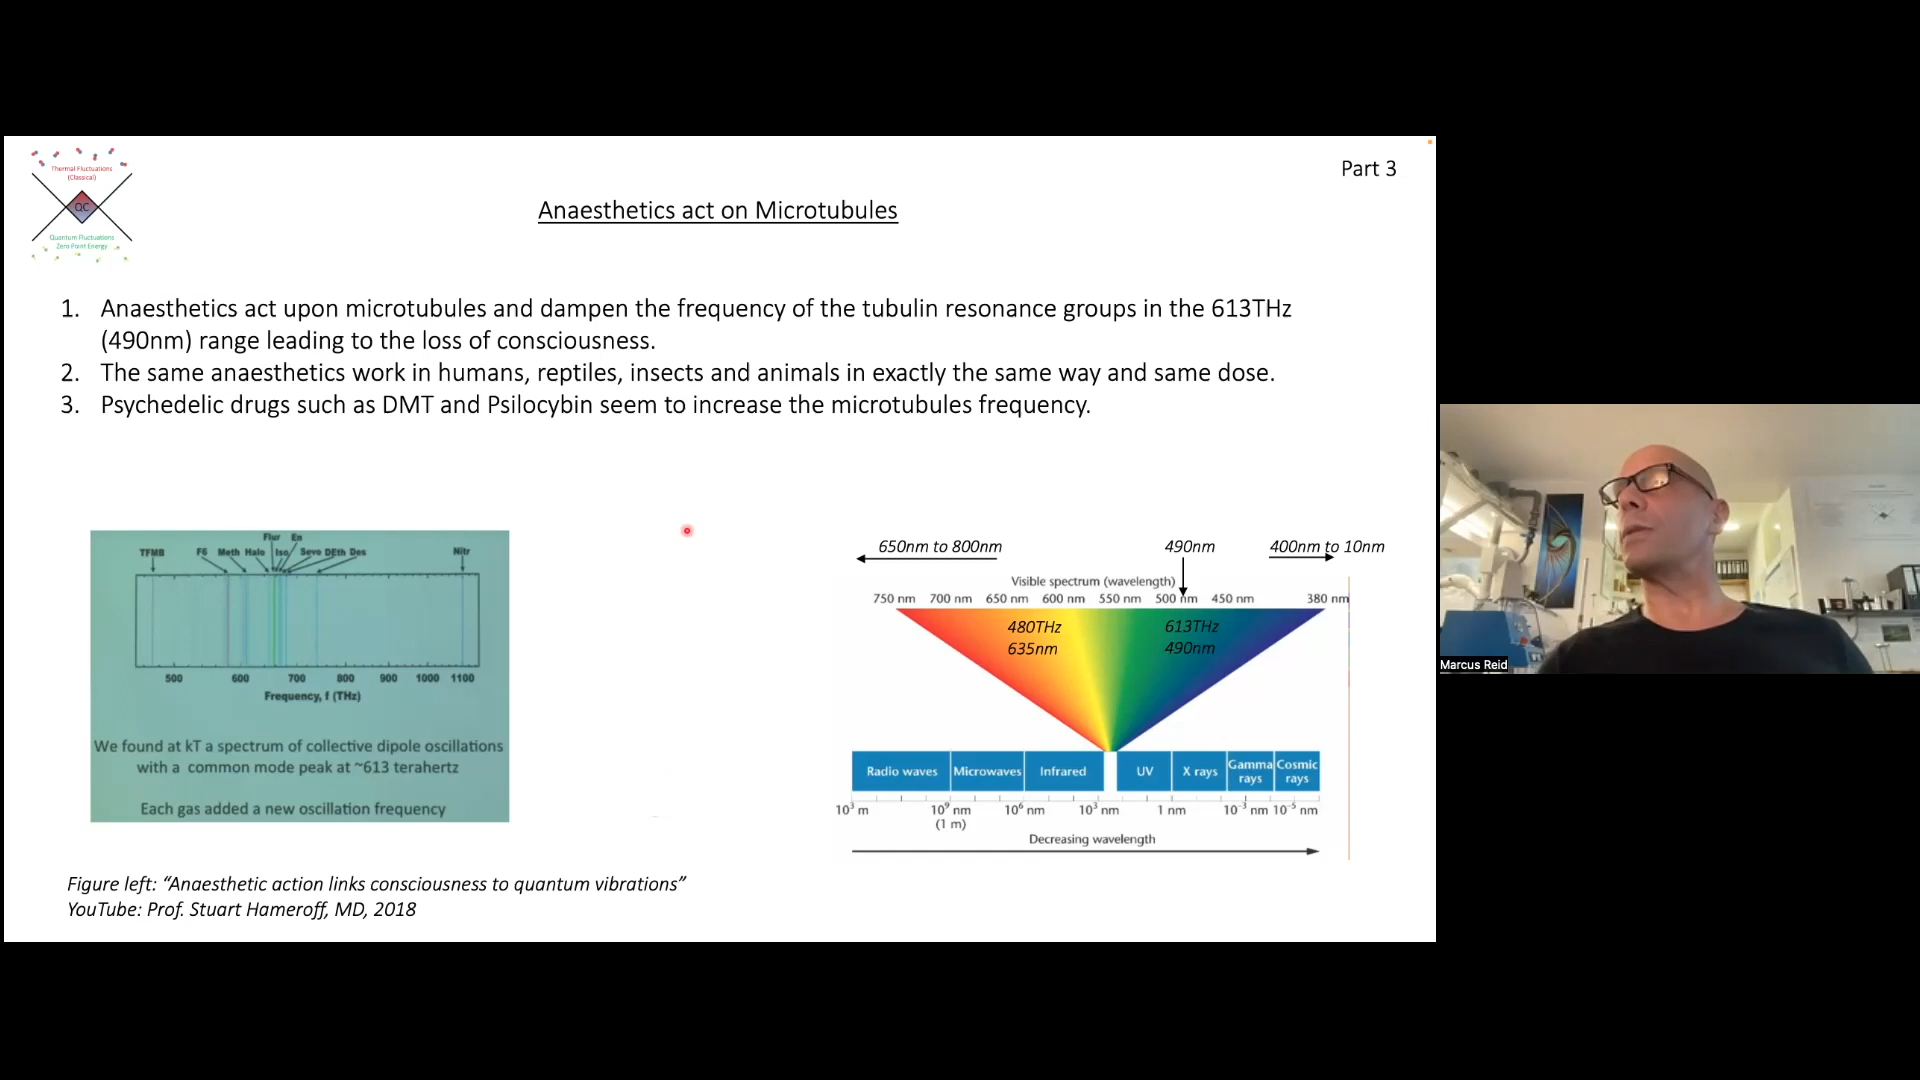 Thermal Fluctuations
(Classical)
QC
Quantum Fluctuations
Zero Point Energy
Part 3
Anaesthetics act on Microtubules
1. Anaesthetics act upon microtubules and dampen the frequency of the tubulin resonance groups in the 613THz
(490nm) range leading to the loss of consciousness.
2. The same anaesthetics work in humans, reptiles, insects and animals in exactly the same way and same dose.
3. Psychedelic drugs such as DMT and Psilocybin seem to increase the microtubules frequency.
Flur En
TFMB F6 Meth Halo Iso Sevo DEth Des Nitr
500 600 700 800 900 1000 1100
Frequency, f (THz)
We found at kT a spectrum of collective dipole oscillations
with a common mode peak at ~613 terahertz
Each gas added a new oscillation frequency
Figure left: “Anaesthetic action links consciousness to quantum vibrations”
YouTube: Prof. Stuart Hameroff, MD, 2018
650nm to 800nm 490nm 400nm to 10nm
Visible spectrum (wavelength)
750 nm 700 nm 650 nm 600 nm 550 nm 500 nm 450 nm 380 nm
480THz 613THz
635nm 490nm
Radio waves Microwaves Infrared UV X rays Gamma rays Cosmic rays
10³ m 10⁹ nm 10⁶ nm 10³ nm 1 nm 10⁻³ nm 10⁻⁵ nm
(1 m)
Decreasing wavelength
Marcus Reid